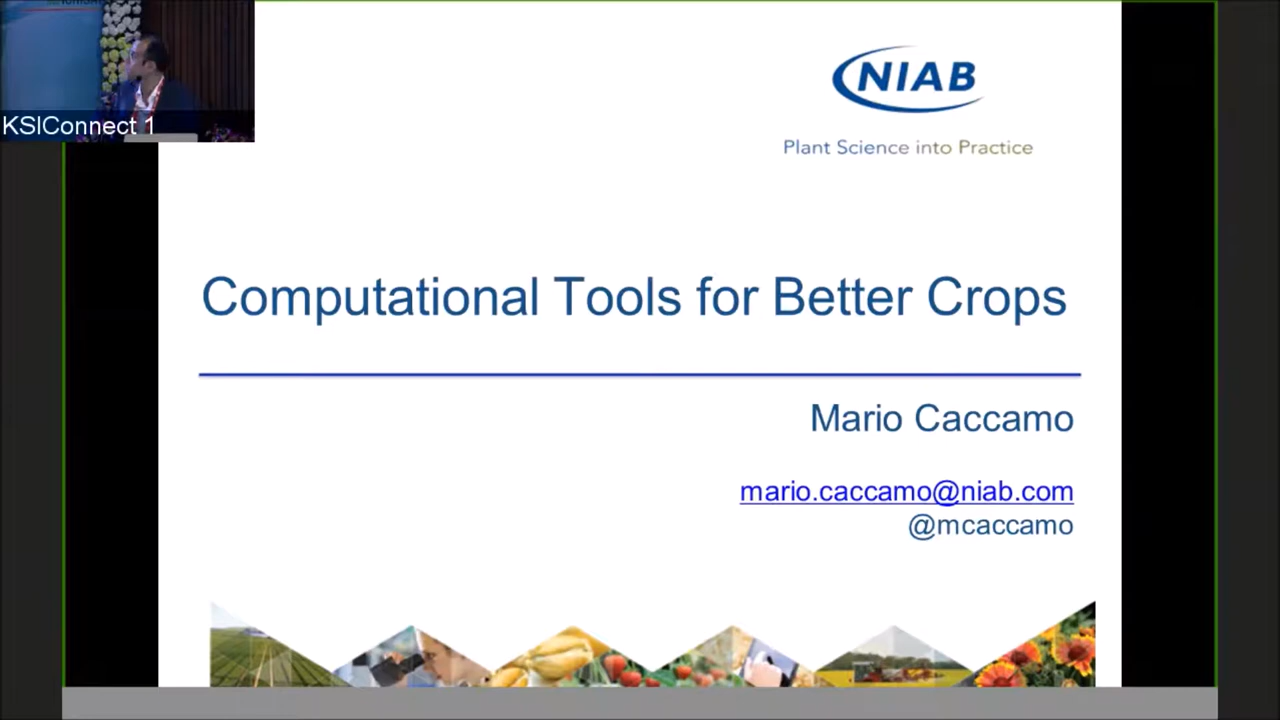 KSIConnect 1
NIAB
Plant Science into Practice
Computational Tools for Better Crops
Mario Caccamo
mario.caccamo@niab.com
@mcaccamo